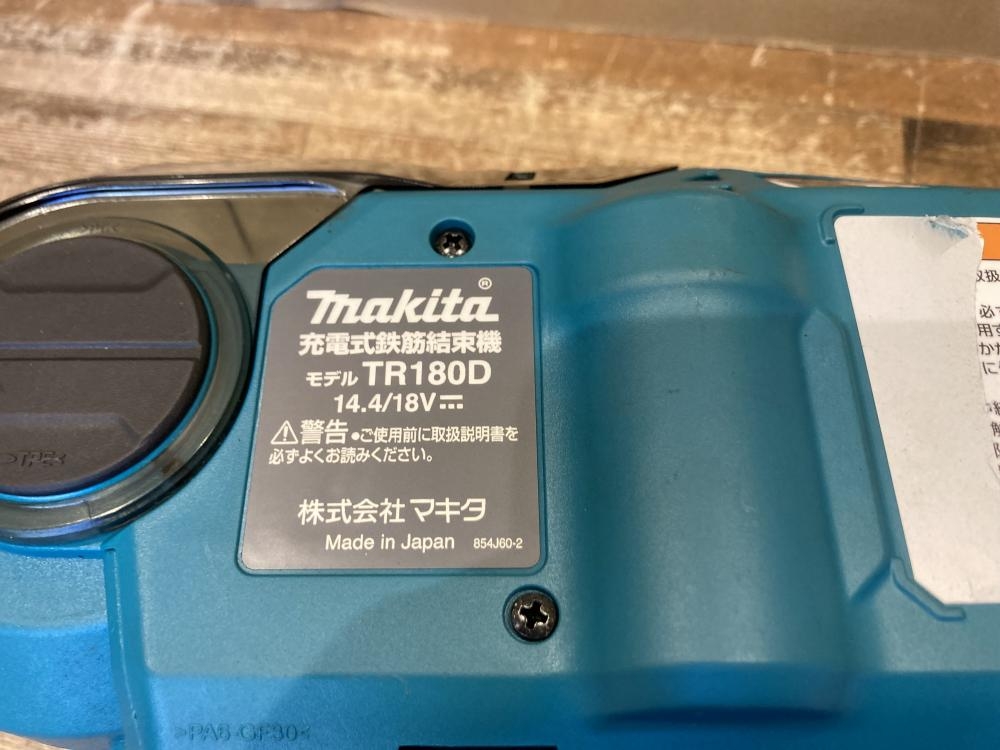 makita®
充電式鉄筋結束機
モデル TR180D
14.4/18V
警告 ●ご使用前に取扱説明書を
必ずよくお読みください。
株式会社 マキタ
Made in Japan 854J60-2
>PA6-GF30<